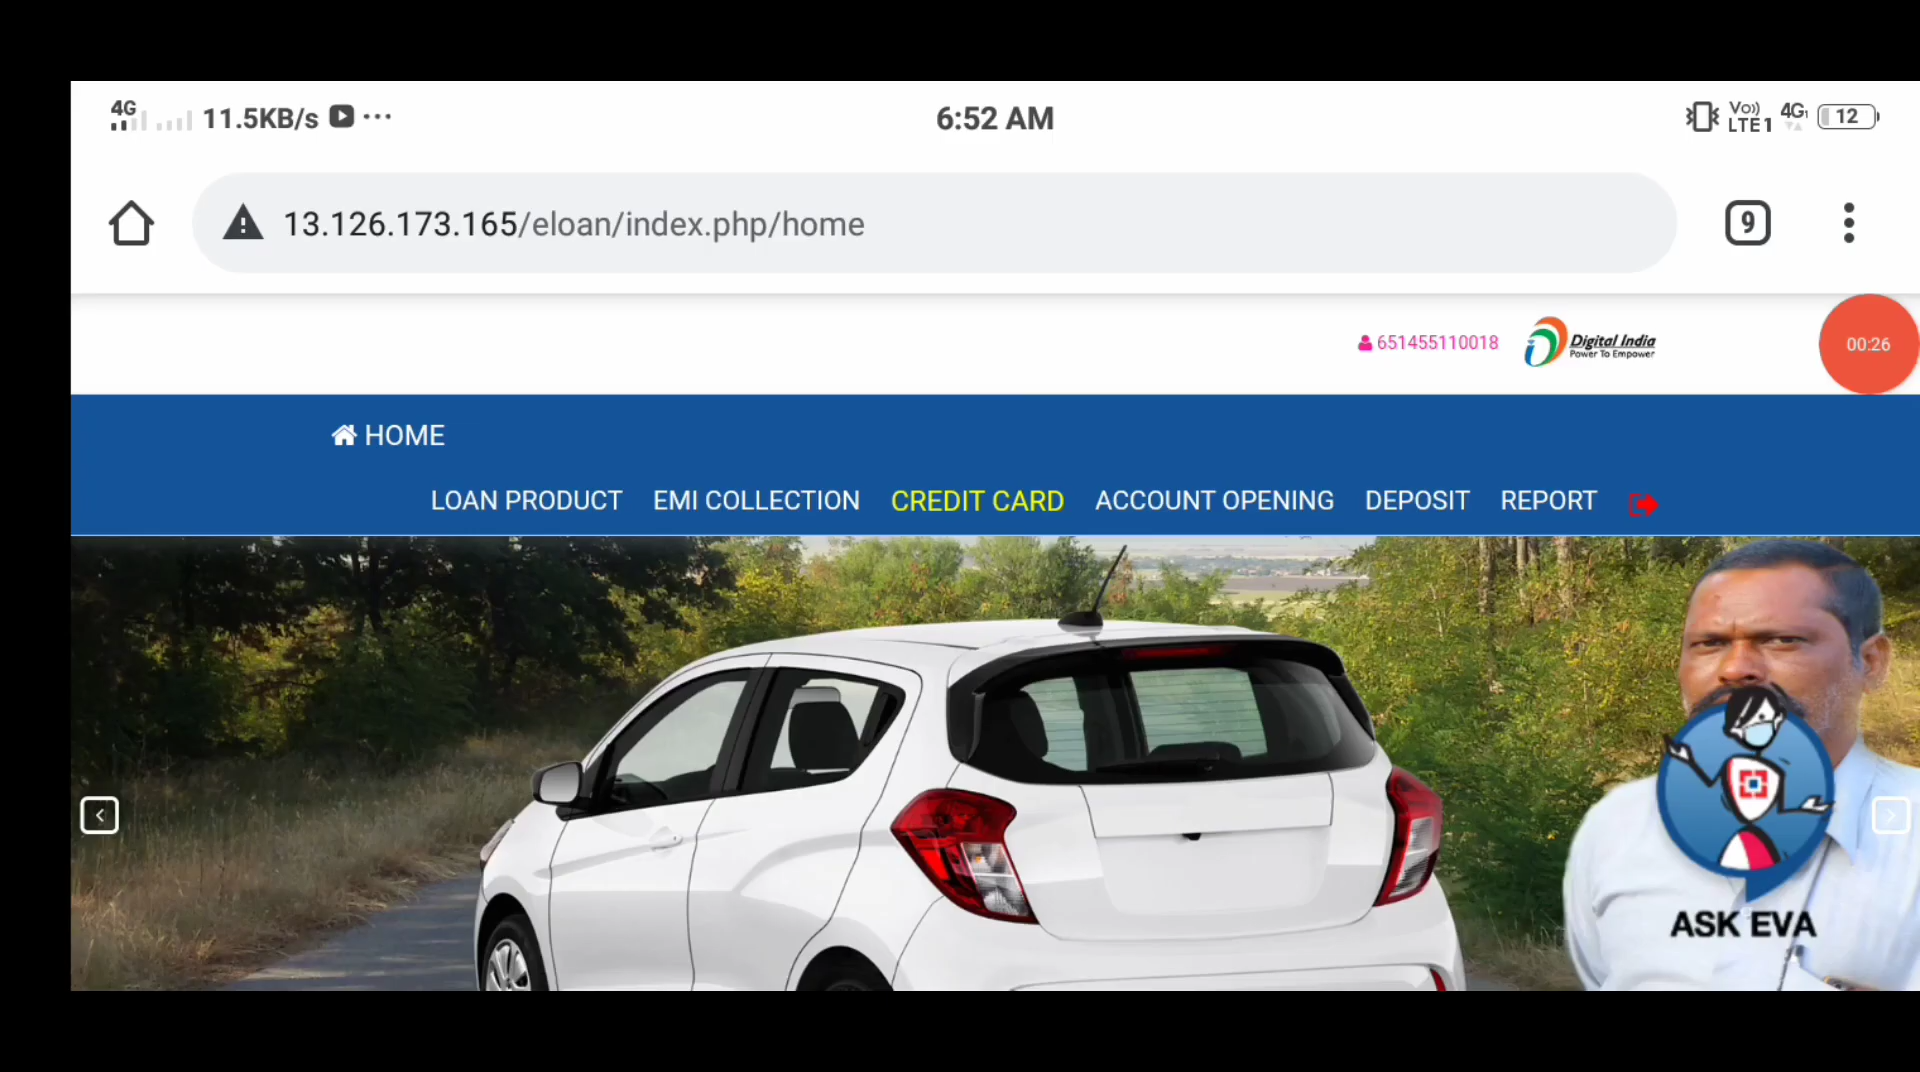 4G 11.5KB/s ... 6:52 AM Vo)) LTE1 4G1 12
13.126.173.165/eloan/index.php/home 9
651455110018 Digital India Power To Empower 00:26
HOME
LOAN PRODUCT EMI COLLECTION CREDIT CARD ACCOUNT OPENING DEPOSIT REPORT
ASK EVA